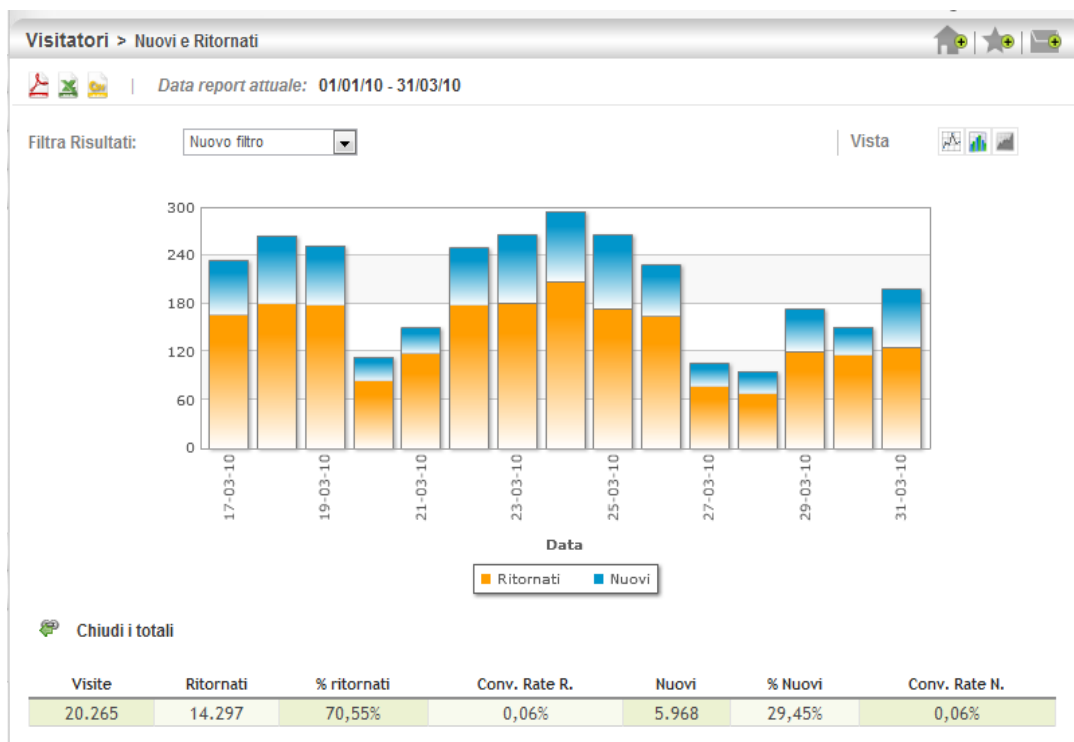 Visitatori > Nuovi e Ritornati
Data report attuale: 01/01/10 - 31/03/10
Filtra Risultati: Nuovo filtro Vista
300
240
180
120
60
0
17-03-10 19-03-10 21-03-10 23-03-10 25-03-10 27-03-10 29-03-10 31-03-10
Data
Ritornati Nuovi
Chiudi i totali
Visite Ritornati % ritornati Conv. Rate R. Nuovi % Nuovi Conv. Rate N.
20.265 14.297 70,55% 0,06% 5.968 29,45% 0,06%